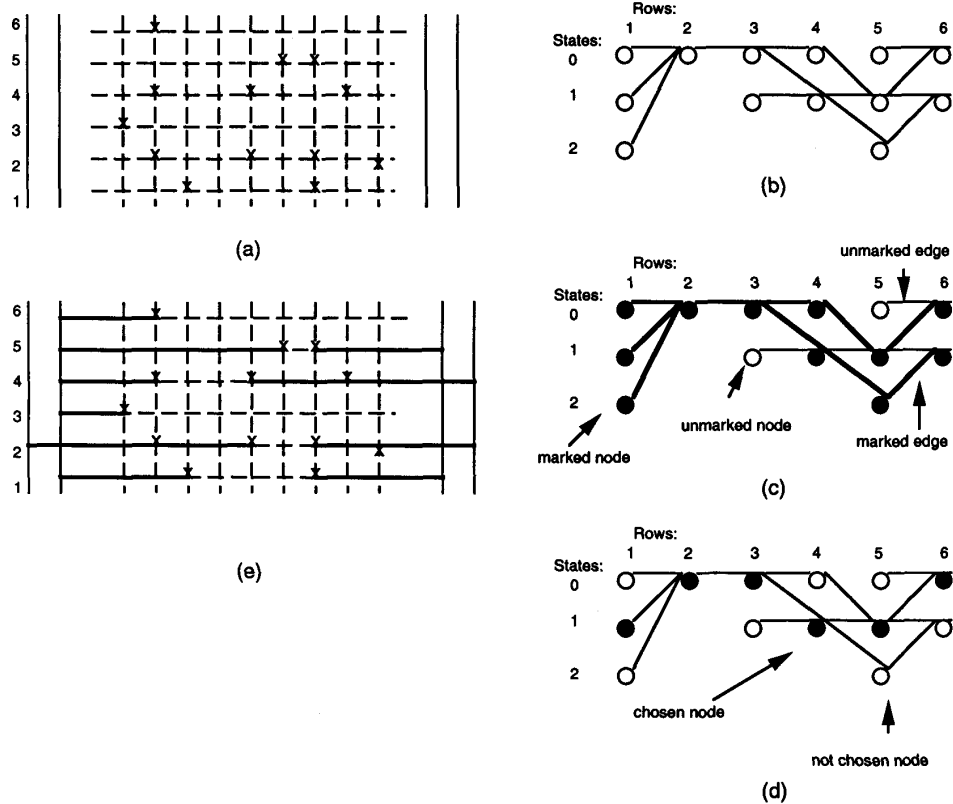 6
5
4
3
2
1
(a)
Rows:
1 2 3 4 5 6
States:
0
1
2
(b)
unmarked edge
Rows:
1 2 3 4 5 6
States:
0
1
2
unmarked node
marked node
marked edge
(c)
6
5
4
3
2
1
(e)
Rows:
1 2 3 4 5 6
States:
0
1
2
chosen node
not chosen node
(d)